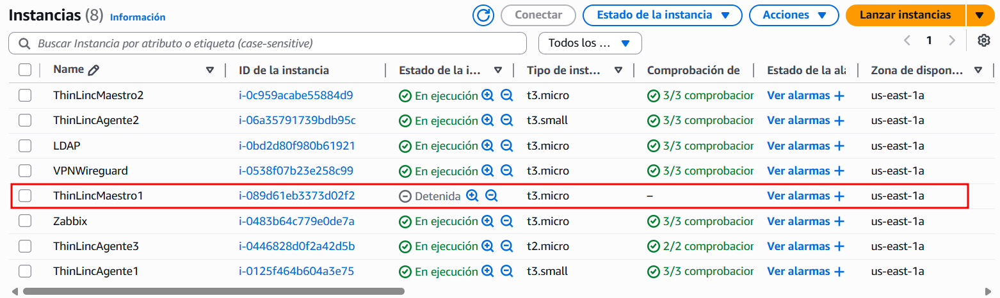 Instancias (8) Información Conectar Estado de la instancia Acciones Lanzar instancias
Buscar Instancia por atributo o etiqueta (case-sensitive) Todos los ... 1
Name ID de la instancia Estado de la i... Tipo de inst... Comprobación de Estado de la ala Zona de dispon...
ThinLincMaestro2 i-0c959acabe55884d9 En ejecución t3.micro 3/3 comprobacior Ver alarmas + us-east-1a
ThinLincAgente2 i-06a35791739bdb95c En ejecución t3.small 3/3 comprobacior Ver alarmas + us-east-1a
LDAP i-0bd2d80f980b61921 En ejecución t3.micro 3/3 comprobacior Ver alarmas + us-east-1a
VPNWireguard i-0538f07b23e258c99 En ejecución t3.micro 3/3 comprobacior Ver alarmas + us-east-1a
ThinLincMaestro1 i-089d61eb3373d02f2 Detenida t3.micro – Ver alarmas + us-east-1a
Zabbix i-0483b64c779e0de7a En ejecución t3.micro 3/3 comprobacior Ver alarmas + us-east-1a
ThinLincAgente3 i-0446828d0f2a42d5b En ejecución t2.micro 2/2 comprobacior Ver alarmas + us-east-1a
ThinLincAgente1 i-0125f464b604a3e75 En ejecución t3.small 3/3 comprobacior Ver alarmas + us-east-1a